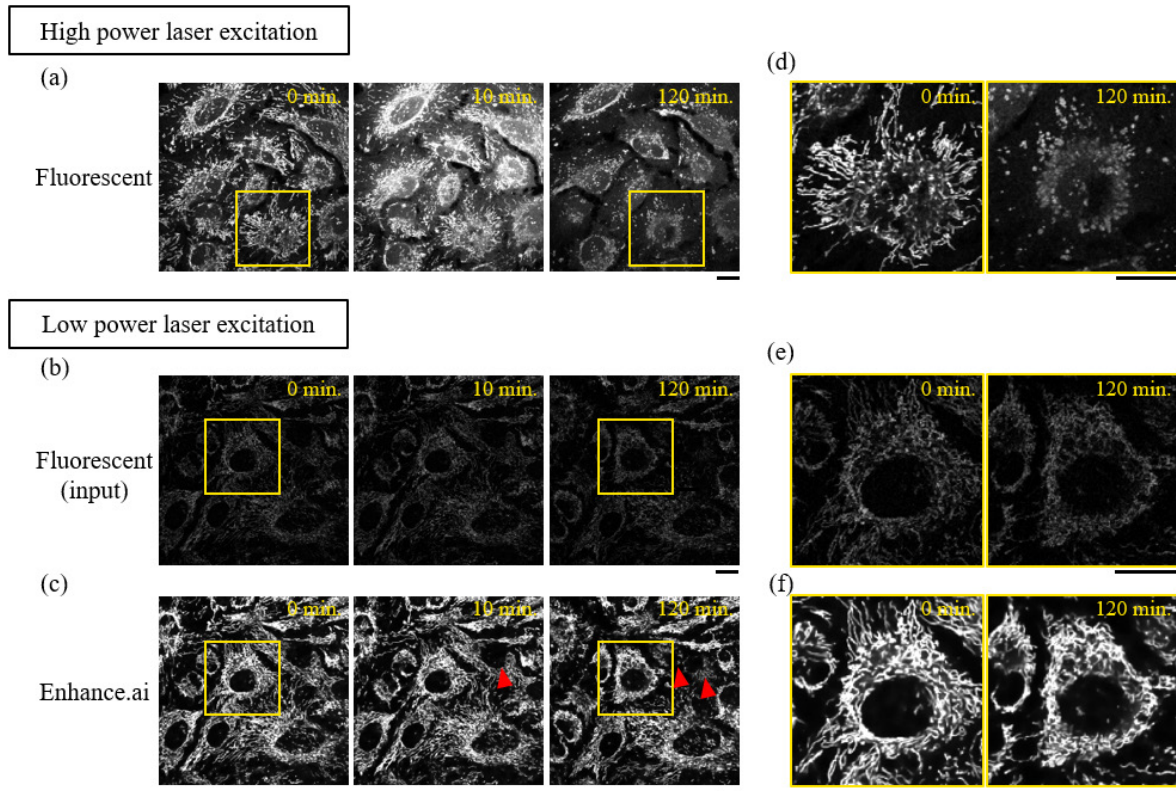 High power laser excitation
(a)
(d)
0 min.
10 min.
120 min.
0 min.
120 min.
Fluorescent
Low power laser excitation
(b)
(e)
0 min.
10 min.
120 min.
0 min.
120 min.
Fluorescent
(input)
(c)
(f)
0 min.
10 min.
120 min.
0 min.
120 min.
Enhance.ai